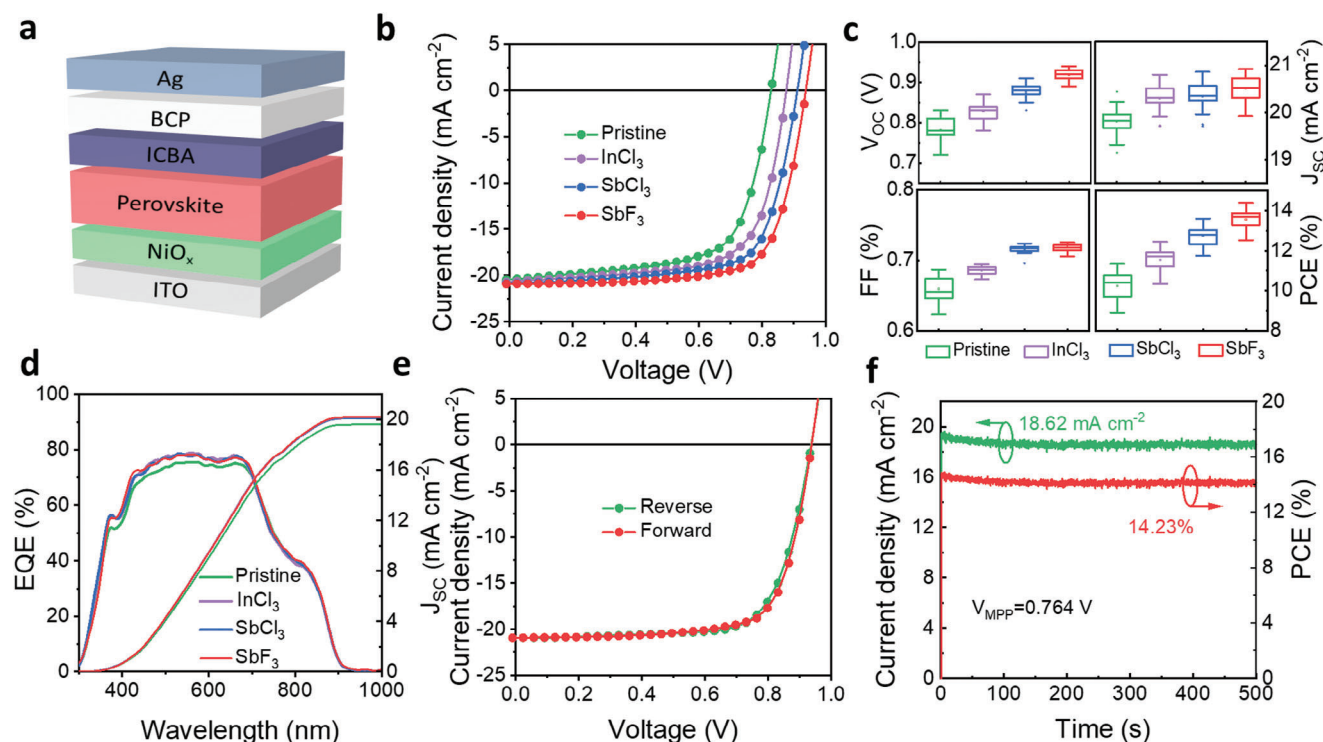 a
Ag
BCP
ICBA
Perovskite
NiOₓ
ITO
b
Current density (mA cm⁻²)
5
0
-5
-10
-15
-20
-25
Pristine
InCl₃
SbCl₃
SbF₃
0.0 0.2 0.4 0.6 0.8 1.0
Voltage (V)
c
V_OC (V)
1.0
0.9
0.8
0.7
J_SC (mA cm⁻²)
21
20
19
FF (%)
0.8
0.7
0.6
PCE (%)
14
12
10
8
Pristine InCl₃ SbCl₃ SbF₃
d
EQE (%)
100
80
60
40
20
0
Pristine
InCl₃
SbCl₃
SbF₃
20
16
12
8
4
0
J_SC (mA cm⁻²)
400 600 800 1000
Wavelength (nm)
e
Current density (mA cm⁻²)
5
0
-5
-10
-15
-20
-25
Reverse
Forward
0.0 0.2 0.4 0.6 0.8 1.0
Voltage (V)
f
Current density (mA cm⁻²)
20
16
12
8
4
0
18.62 mA cm⁻²
14.23%
V_MPP=0.764 V
20
16
12
8
4
0
PCE (%)
0 100 200 300 400 500
Time (s)